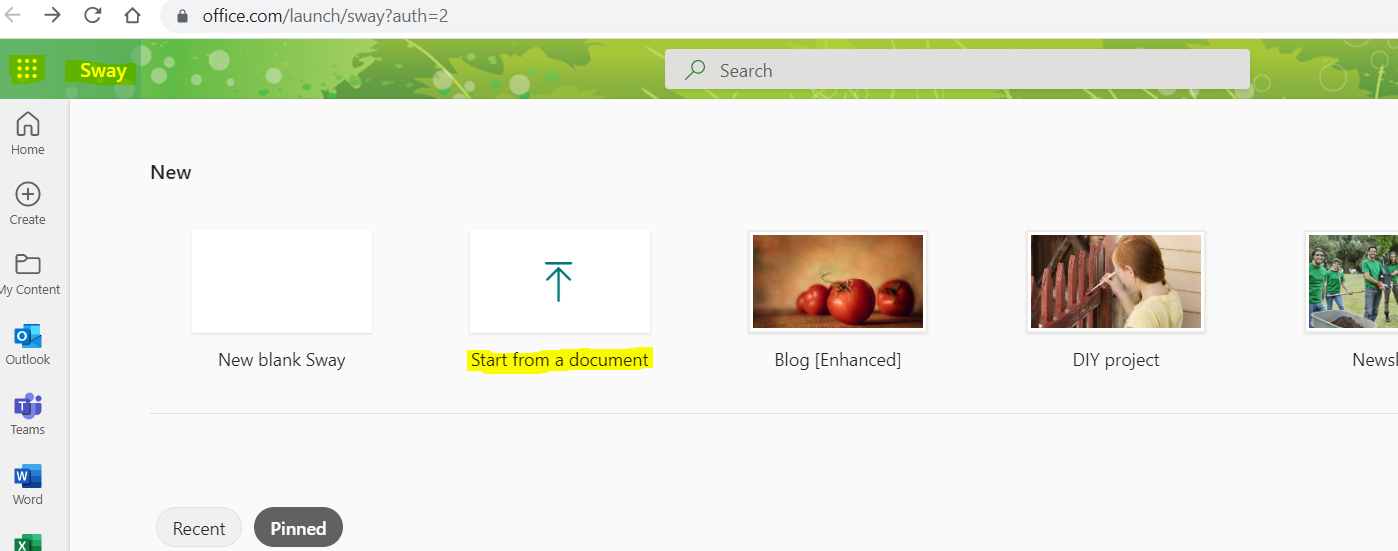 office.com/launch/sway?auth=2
Sway
Search
Home
Create
My Content
Outlook
Teams
Word
New
New blank Sway
Start from a document
Blog [Enhanced]
DIY project
Newsl
Recent
Pinned